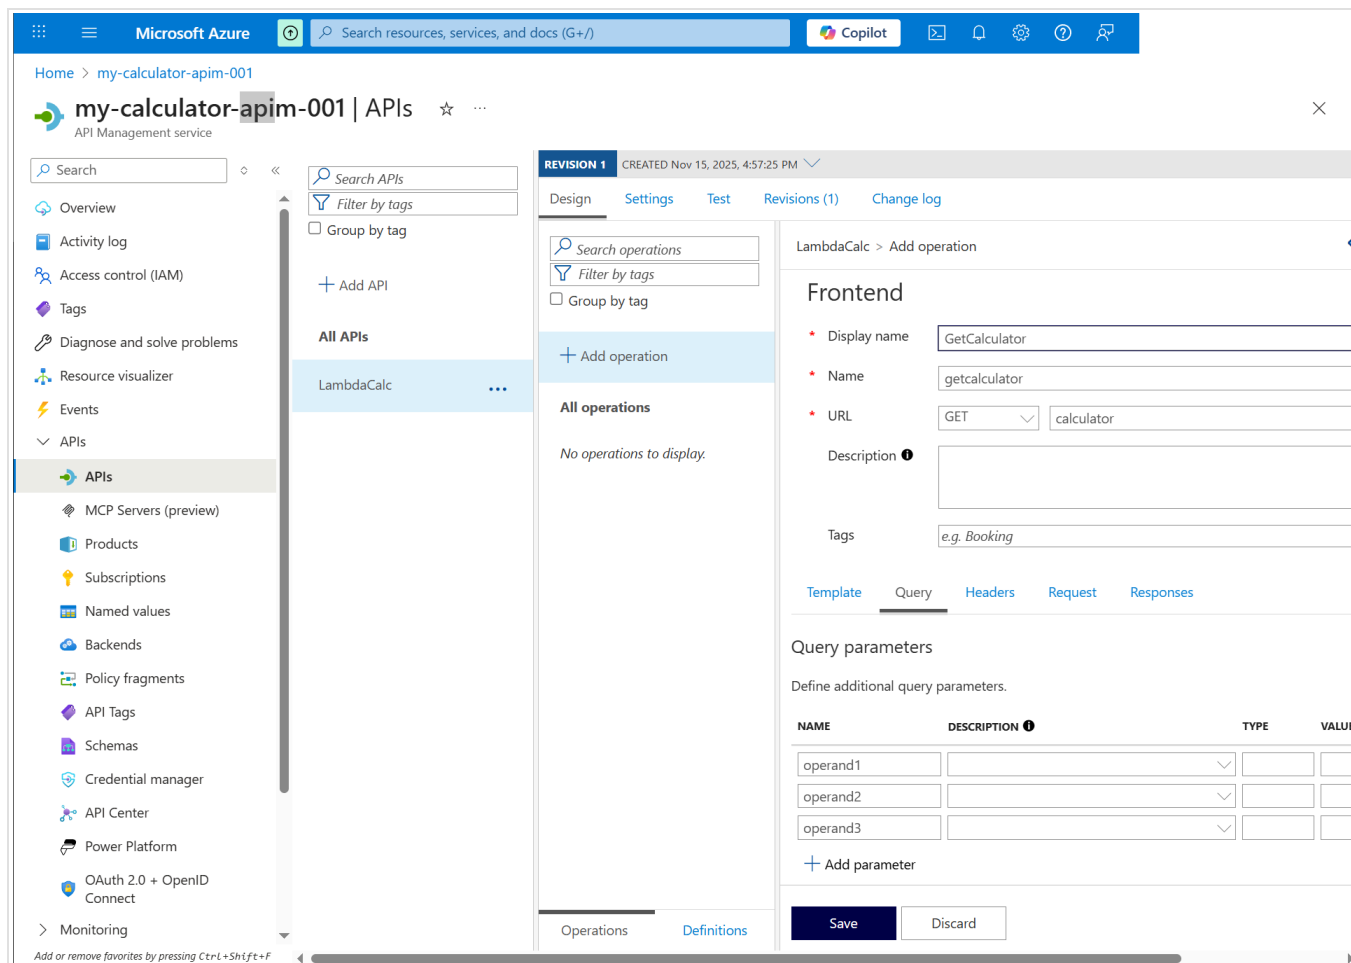 Microsoft Azure
Search resources, services, and docs (G+/)
Copilot
Home > my-calculator-apim-001
my-calculator-apim-001 | APIs
API Management service
Search
Overview
Activity log
Access control (IAM)
Tags
Diagnose and solve problems
Resource visualizer
Events
APIs
APIs
MCP Servers (preview)
Products
Subscriptions
Named values
Backends
Policy fragments
API Tags
Schemas
Credential manager
API Center
Power Platform
OAuth 2.0 + OpenID
Connect
Monitoring
Add or remove favorites by pressing Ctrl+Shift+F
Search APIs
Filter by tags
Group by tag
Add API
All APIs
LambdaCalc
REVISION 1 CREATED Nov 15, 2025, 4:57:25 PM
Design Settings Test Revisions (1) Change log
Search operations
Filter by tags
Group by tag
Add operation
All operations
No operations to display.
Operations Definitions
LambdaCalc > Add operation
Frontend
* Display name GetCalculator
* Name getcalculator
* URL GET calculator
Description
Tags e.g. Booking
Template Query Headers Request Responses
Query parameters
Define additional query parameters.
NAME DESCRIPTION TYPE VALU
operand1
operand2
operand3
Add parameter
Save Discard